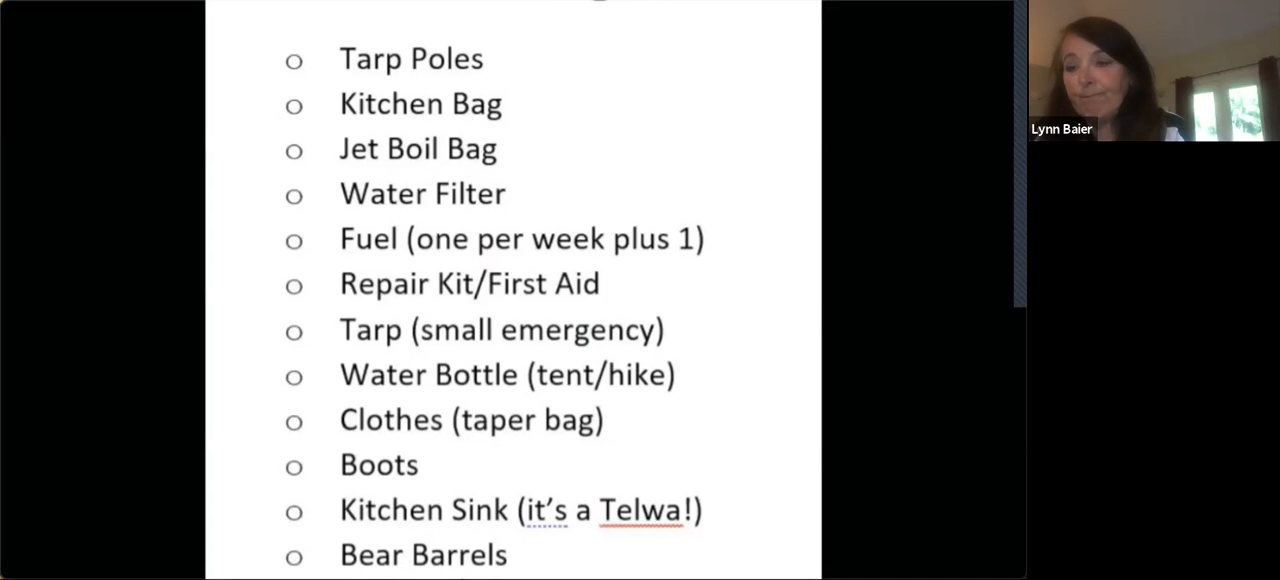 o Tarp Poles
o Kitchen Bag
o Jet Boil Bag
o Water Filter
o Fuel (one per week plus 1)
o Repair Kit/First Aid
o Tarp (small emergency)
o Water Bottle (tent/hike)
o Clothes (taper bag)
o Boots
o Kitchen Sink (it’s a Telwa!)
o Bear Barrels
Lynn Baier